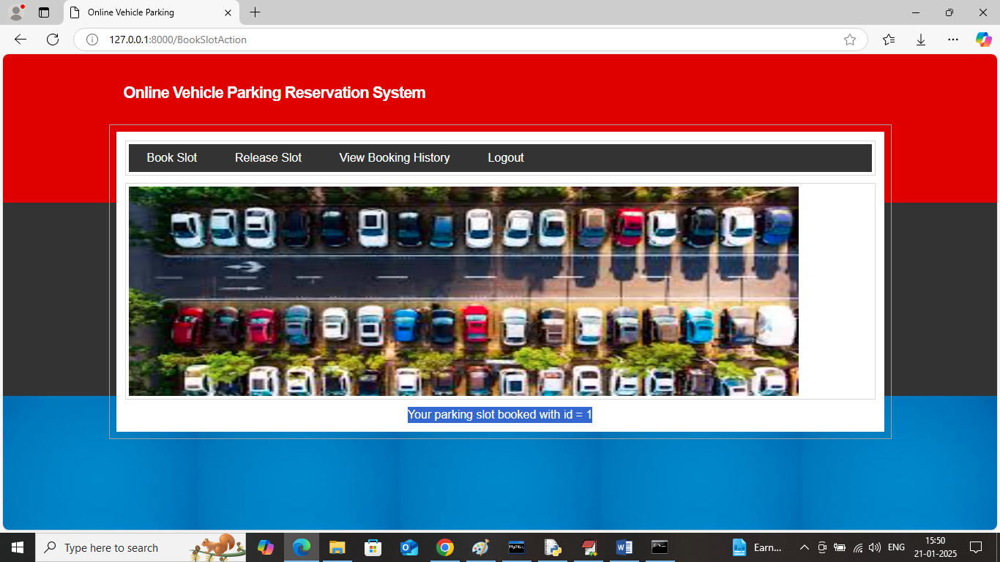 Online Vehicle Parking
127.0.0.1:8000/BookSlotAction
Online Vehicle Parking Reservation System
Book Slot Release Slot View Booking History Logout
Your parking slot booked with id = 1
Type here to search
Earn...
ENG
15:50
21-01-2025